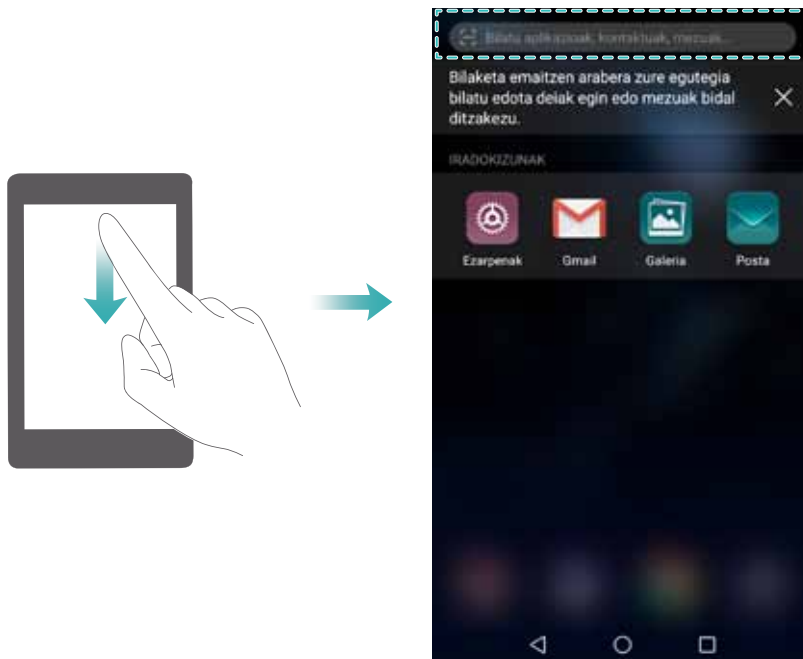 Bilatu aplikazioak, kontaktuak, mezuak...
Bilaketa emaitzen arabera zure egutegia
bilatu edota deiak egin edo mezuak bidal
ditzakezu.
IRADOKIZUNAK
Ezarpenak Gmail Galeria Posta